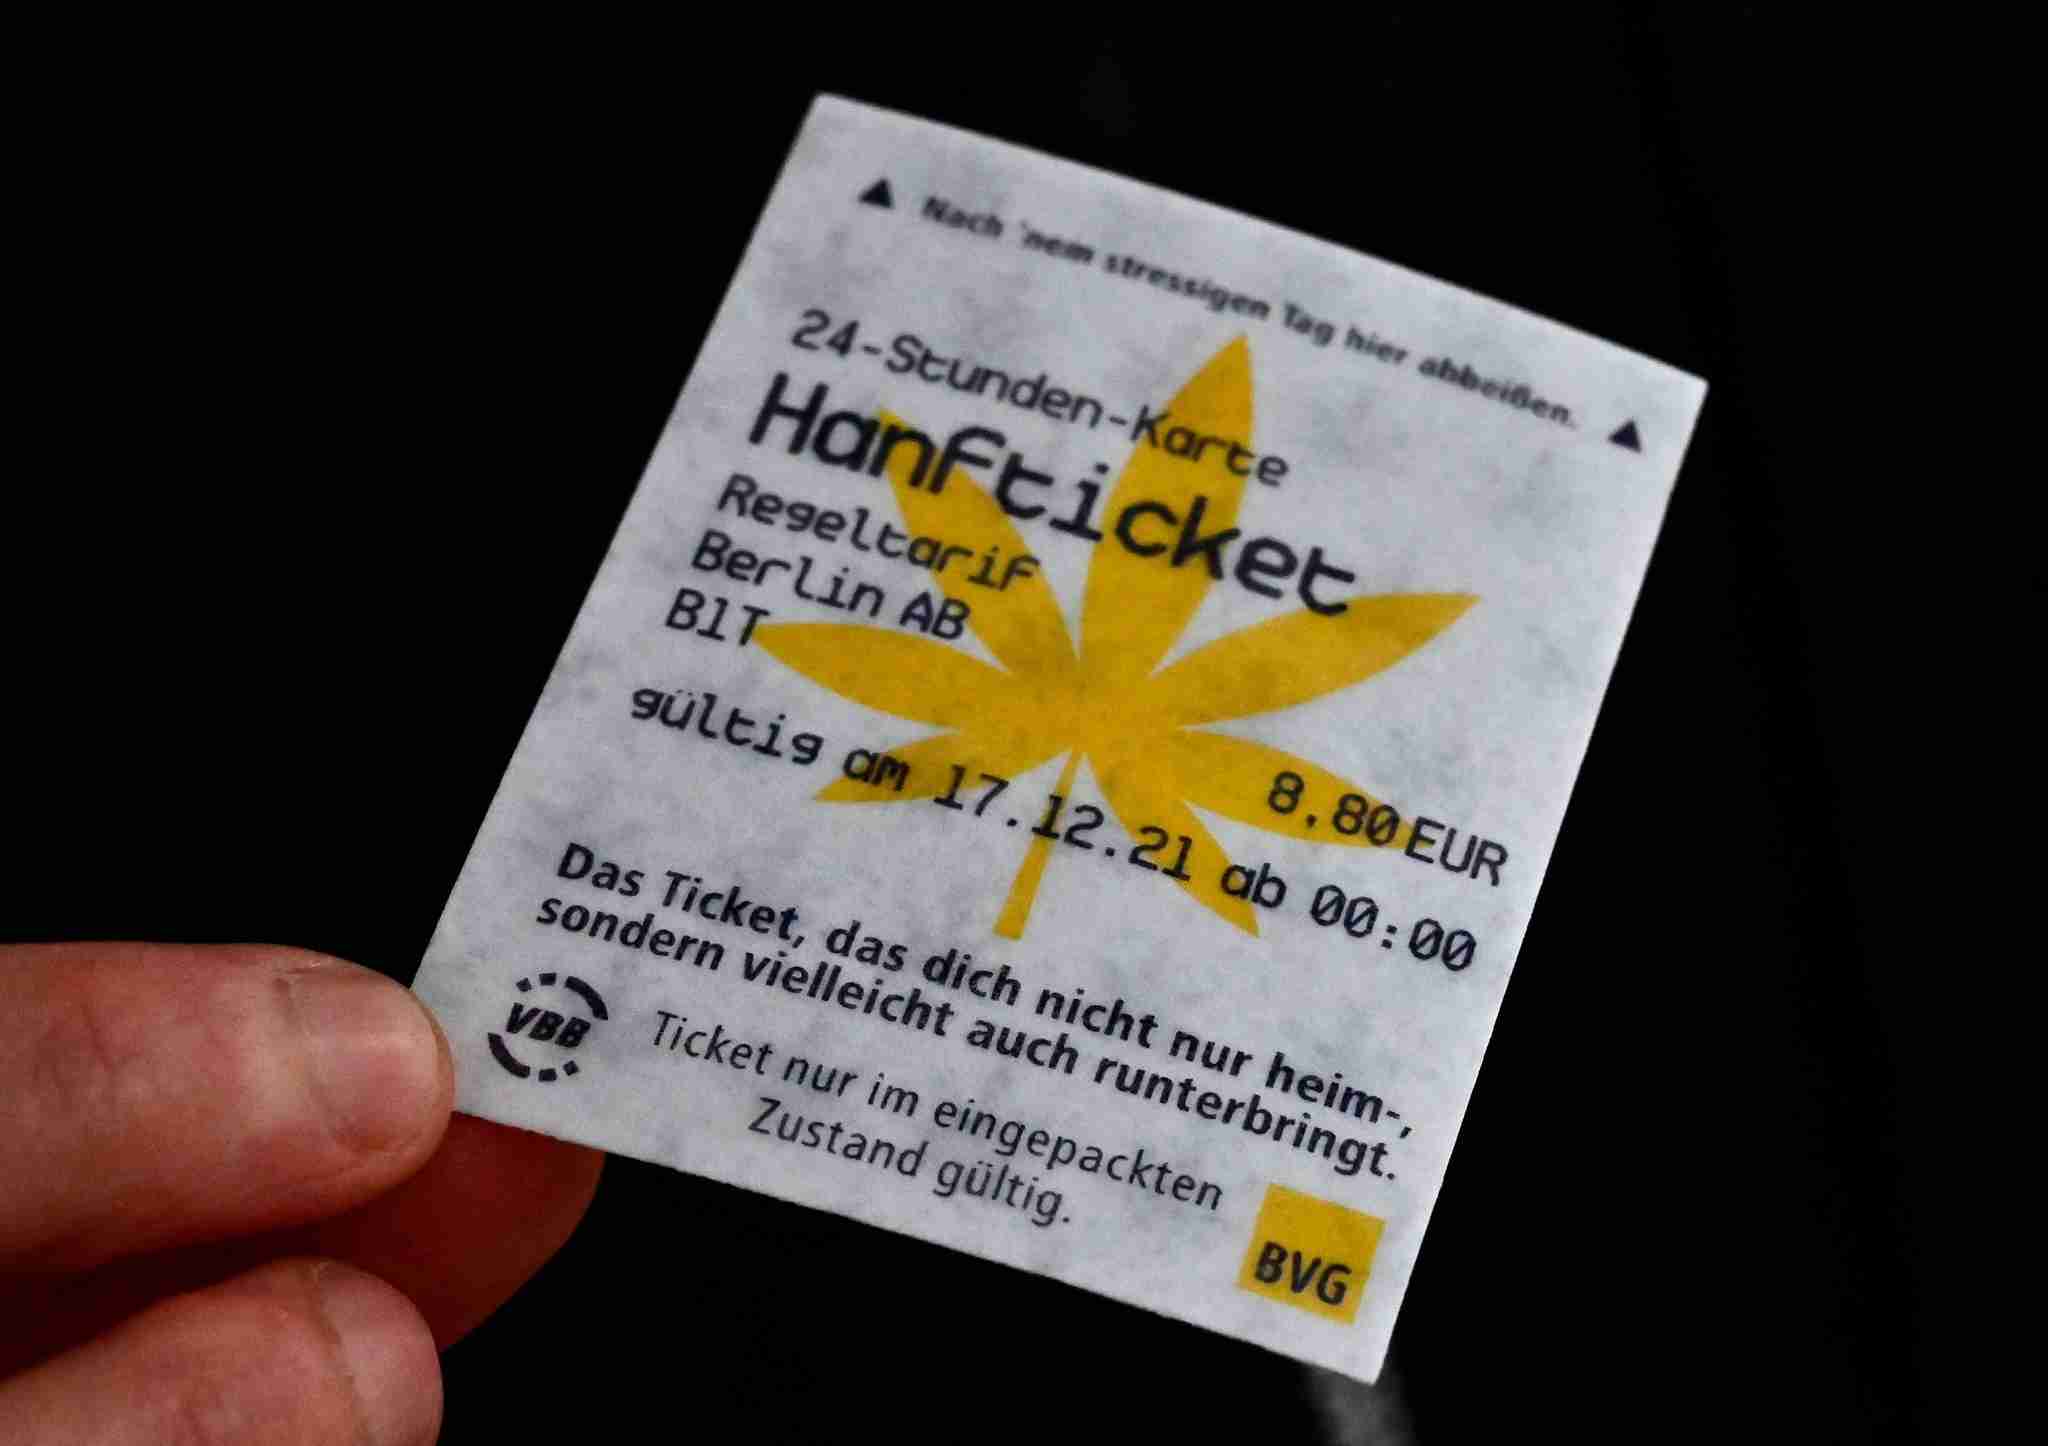 ▲ Nach 'nem stressigen Tag hier abbeißen. ▲
24-Stunden-Karte
Hanfticket
Regeltarif
Berlin AB
B1T
8,80 EUR
gültig am 17.12.21 ab 00:00
Das Ticket, das dich nicht nur heim-,
sondern vielleicht auch runterbringt.
VBB
Ticket nur im eingepackten
Zustand gültig.
BVG